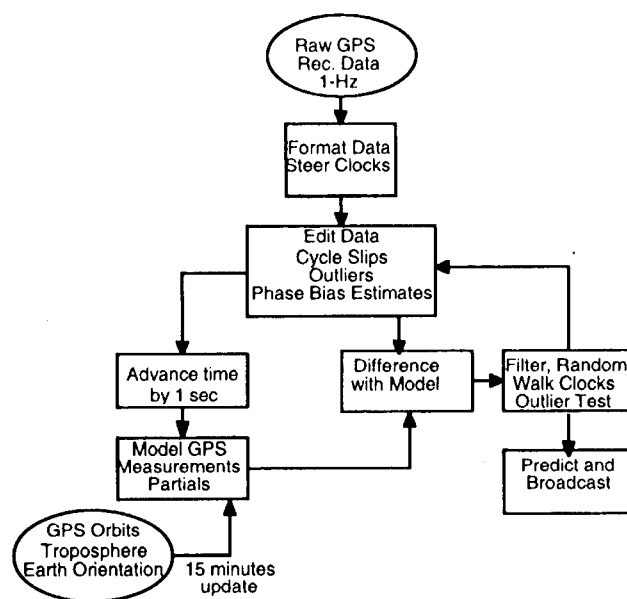 Raw GPS
Rec. Data
1-Hz
Format Data
Steer Clocks
Edit Data
Cycle Slips
Outliers
Phase Bias Estimates
Advance time
by 1 sec
Difference
with Model
Filter, Random
Walk Clocks
Outlier Test
Model GPS
Measurements
Partials
Predict and
Broadcast
GPS Orbits
Troposphere
Earth Orientation
15 minutes
update